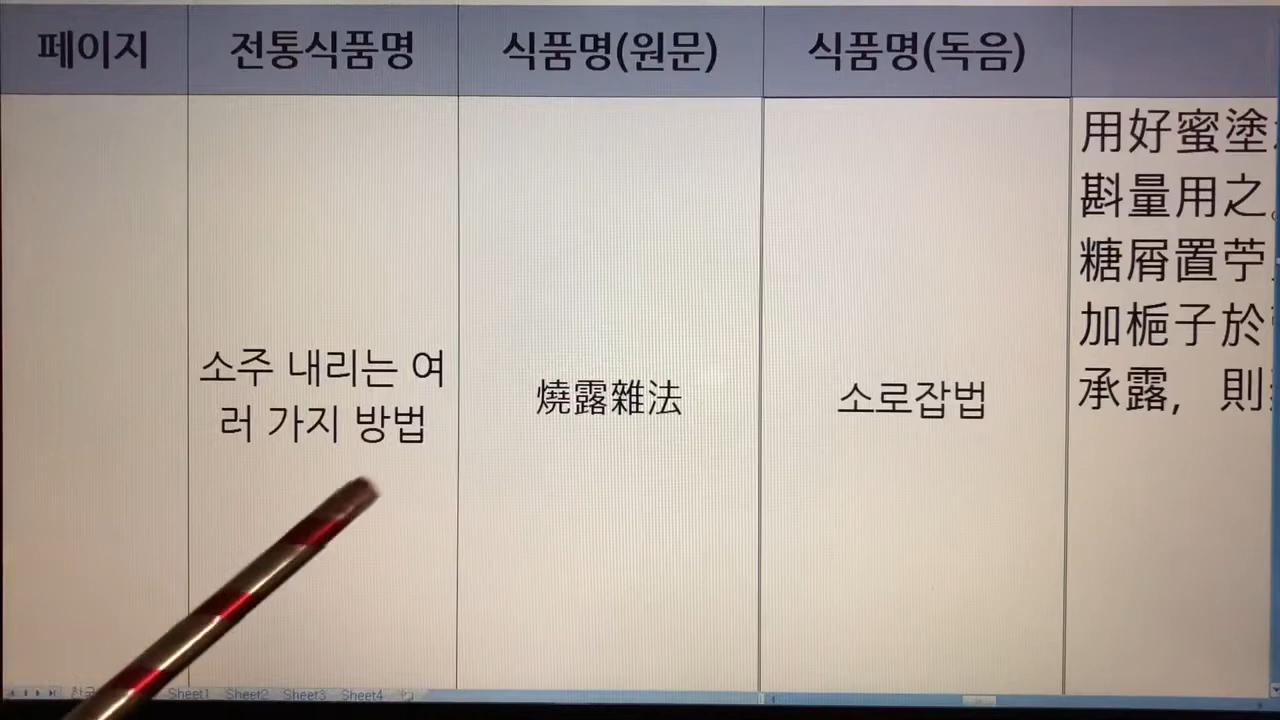 페이지 전통식품명 식품명(원문) 식품명(독음)
소주 내리는 여
러 가지 방법
燒露雜法
소로잡법
用好蜜塗
斟量用之
糖屑置苧
加梔子於
承露, 則
Sheet1 Sheet2 Sheet3 Sheet4